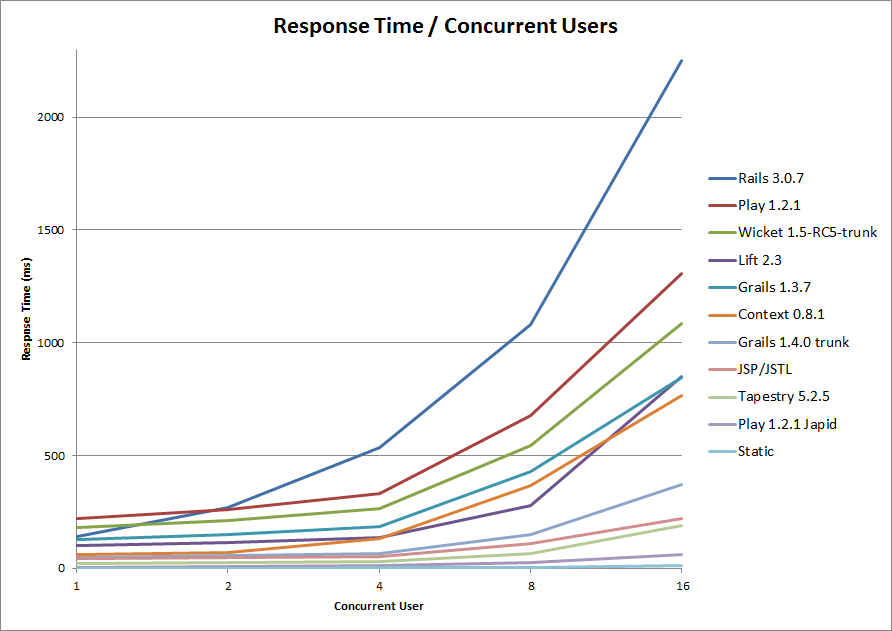 Response Time / Concurrent Users
2000
1500
1000
500
0
1
2
4
8
16
Respnse Time (ms)
Concurrent User
Rails 3.0.7
Play 1.2.1
Wicket 1.5-RC5-trunk
Lift 2.3
Grails 1.3.7
Context 0.8.1
Grails 1.4.0 trunk
JSP/JSTL
Tapestry 5.2.5
Play 1.2.1 Japid
Static